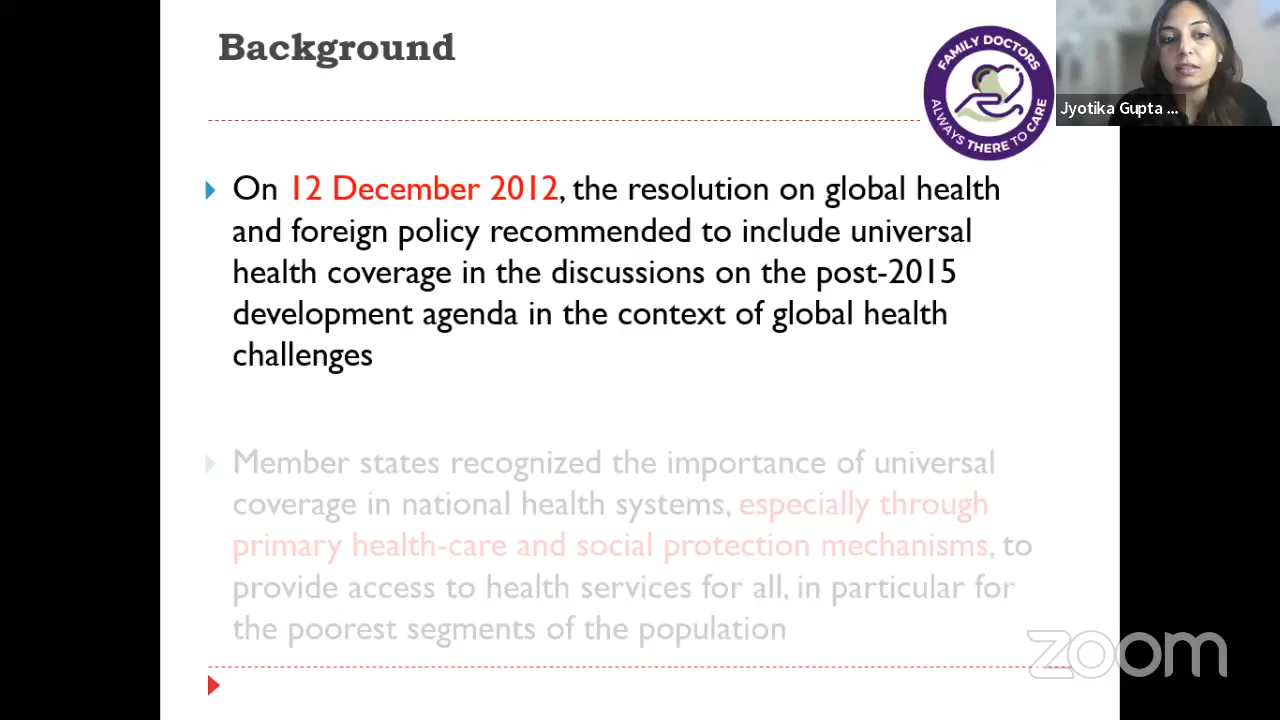 Background
FAMILY DOCTORS
ALWAYS THERE TO CARE
Jyotika Gupta ...
On 12 December 2012, the resolution on global health
and foreign policy recommended to include universal
health coverage in the discussions on the post-2015
development agenda in the context of global health
challenges
Member states recognized the importance of universal
coverage in national health systems, especially through
primary health-care and social protection mechanisms, to
provide access to health services for all, in particular for
the poorest segments of the population
zoom